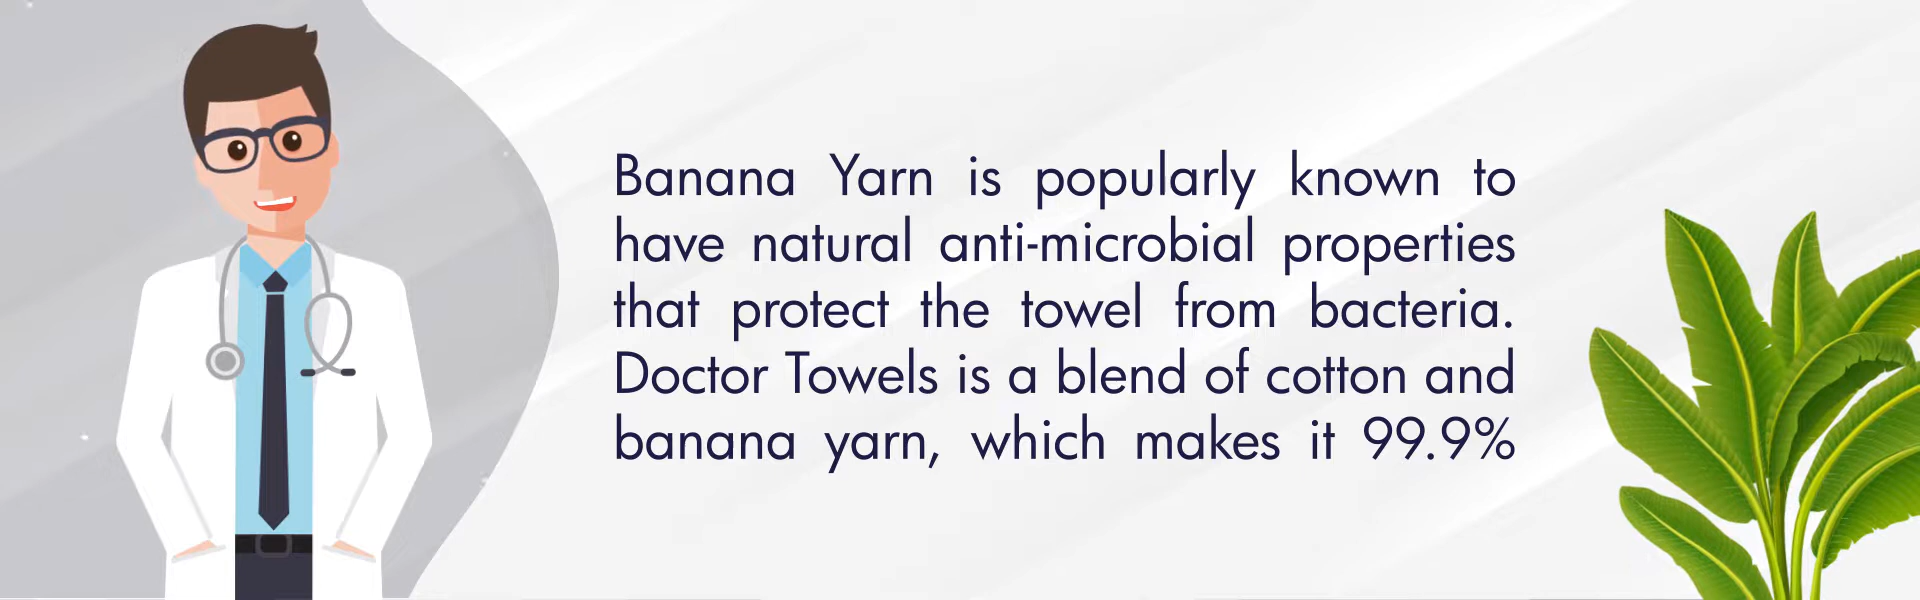 Banana Yarn is popularly known to
have natural anti-microbial properties
that protect the towel from bacteria.
Doctor Towels is a blend of cotton and
banana yarn, which makes it 99.9%